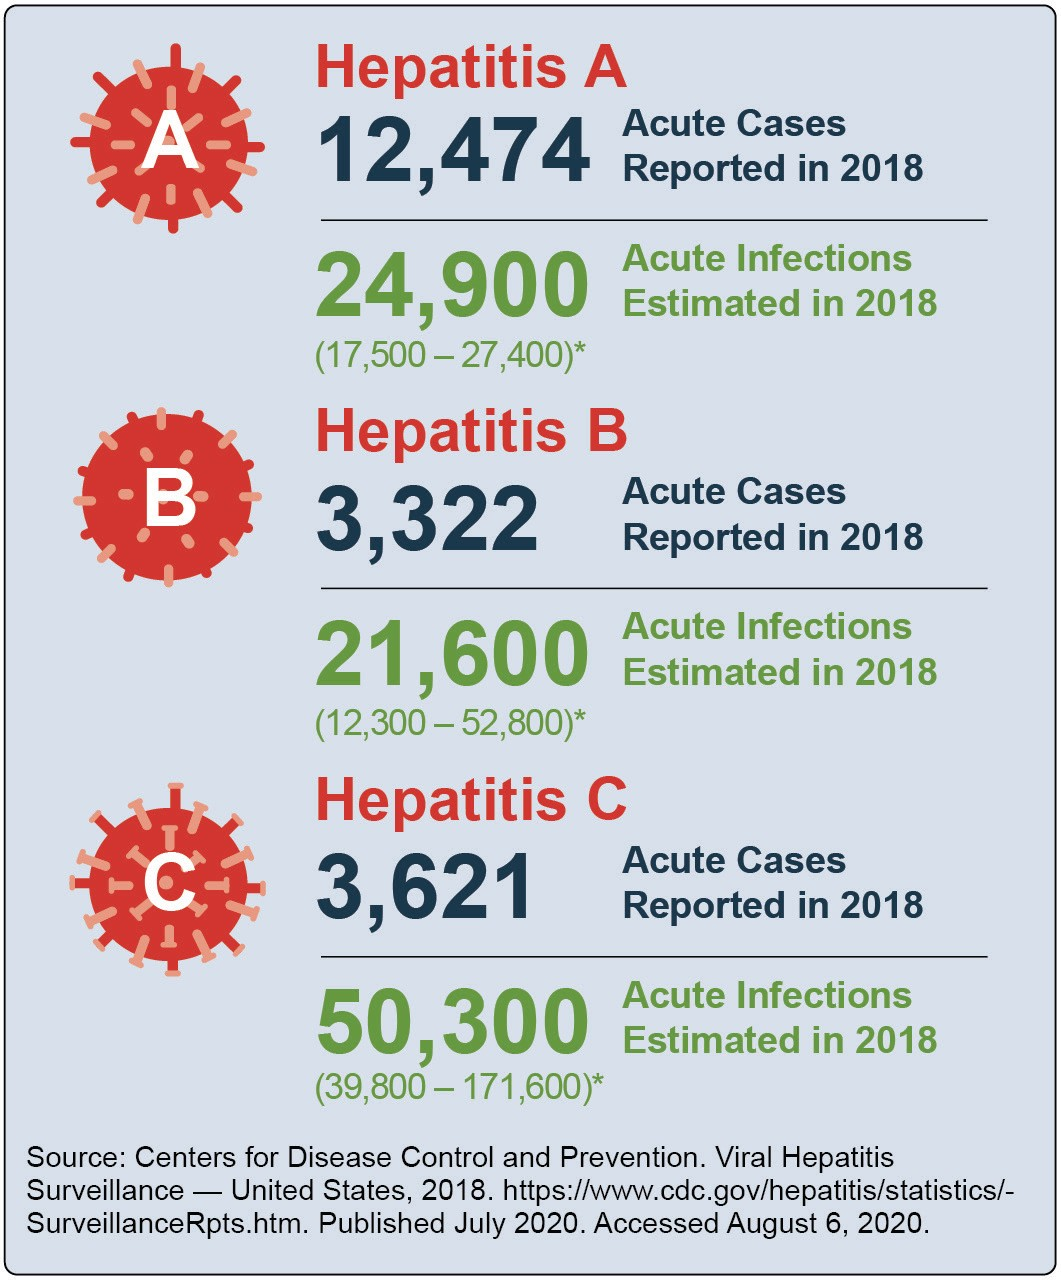 Hepatitis A
A
12,474
Acute Cases
Reported in 2018
24,900
Acute Infections
Estimated in 2018
(17,500 – 27,400)*
Hepatitis B
B
3,322
Acute Cases
Reported in 2018
21,600
Acute Infections
Estimated in 2018
(12,300 – 52,800)*
Hepatitis C
C
3,621
Acute Cases
Reported in 2018
50,300
Acute Infections
Estimated in 2018
(39,800 – 171,600)*
Source: Centers for Disease Control and Prevention. Viral Hepatitis
Surveillance — United States, 2018. https://www.cdc.gov/hepatitis/statistics/-
SurveillanceRpts.htm. Published July 2020. Accessed August 6, 2020.